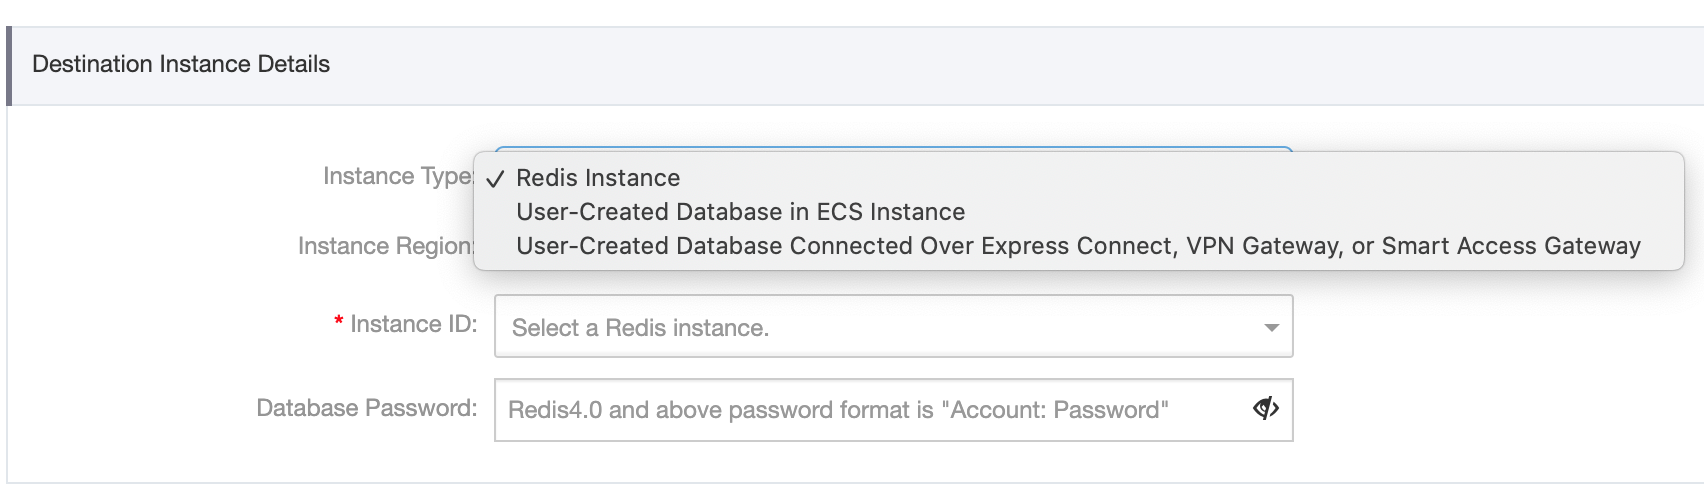 Destination Instance Details
Instance Type:
✓ Redis Instance
User-Created Database in ECS Instance
User-Created Database Connected Over Express Connect, VPN Gateway, or Smart Access Gateway
Instance Region:
* Instance ID: Select a Redis instance.
Database Password: Redis4.0 and above password format is "Account: Password"